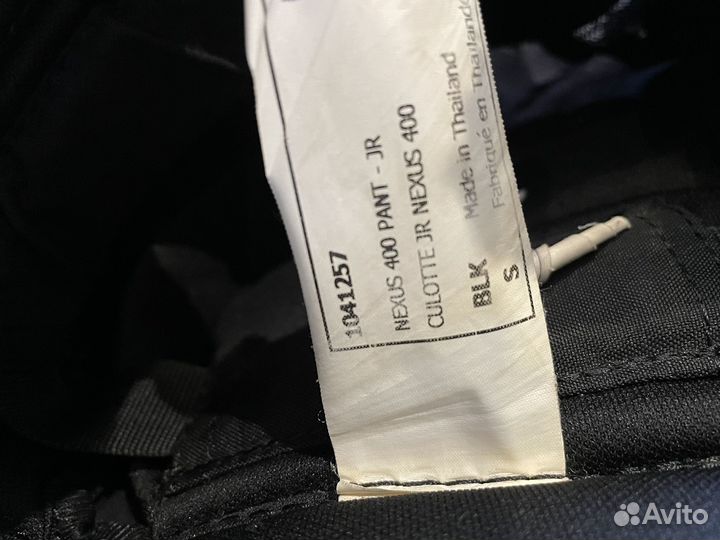 1041257
NEXUS 400 PANT - JR
CULOTTE JR NEXUS 400
BLK Made in Thailand
S Fabriqué en Thaïlande
Avito